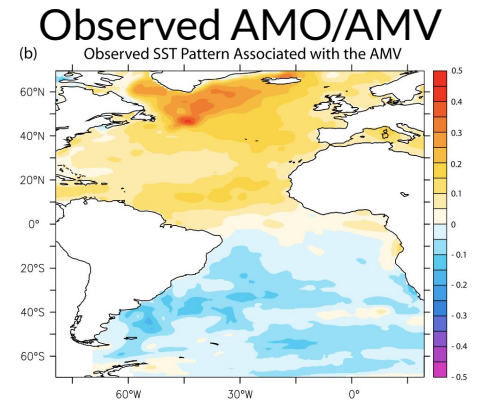 Observed AMO/AMV
(b) Observed SST Pattern Associated with the AMV
60°N
40°N
20°N
0°
20°S
40°S
60°S
60°W 30°W 0°
0.5
0.4
0.3
0.2
0.1
0
-0.1
-0.2
-0.3
-0.4
-0.5